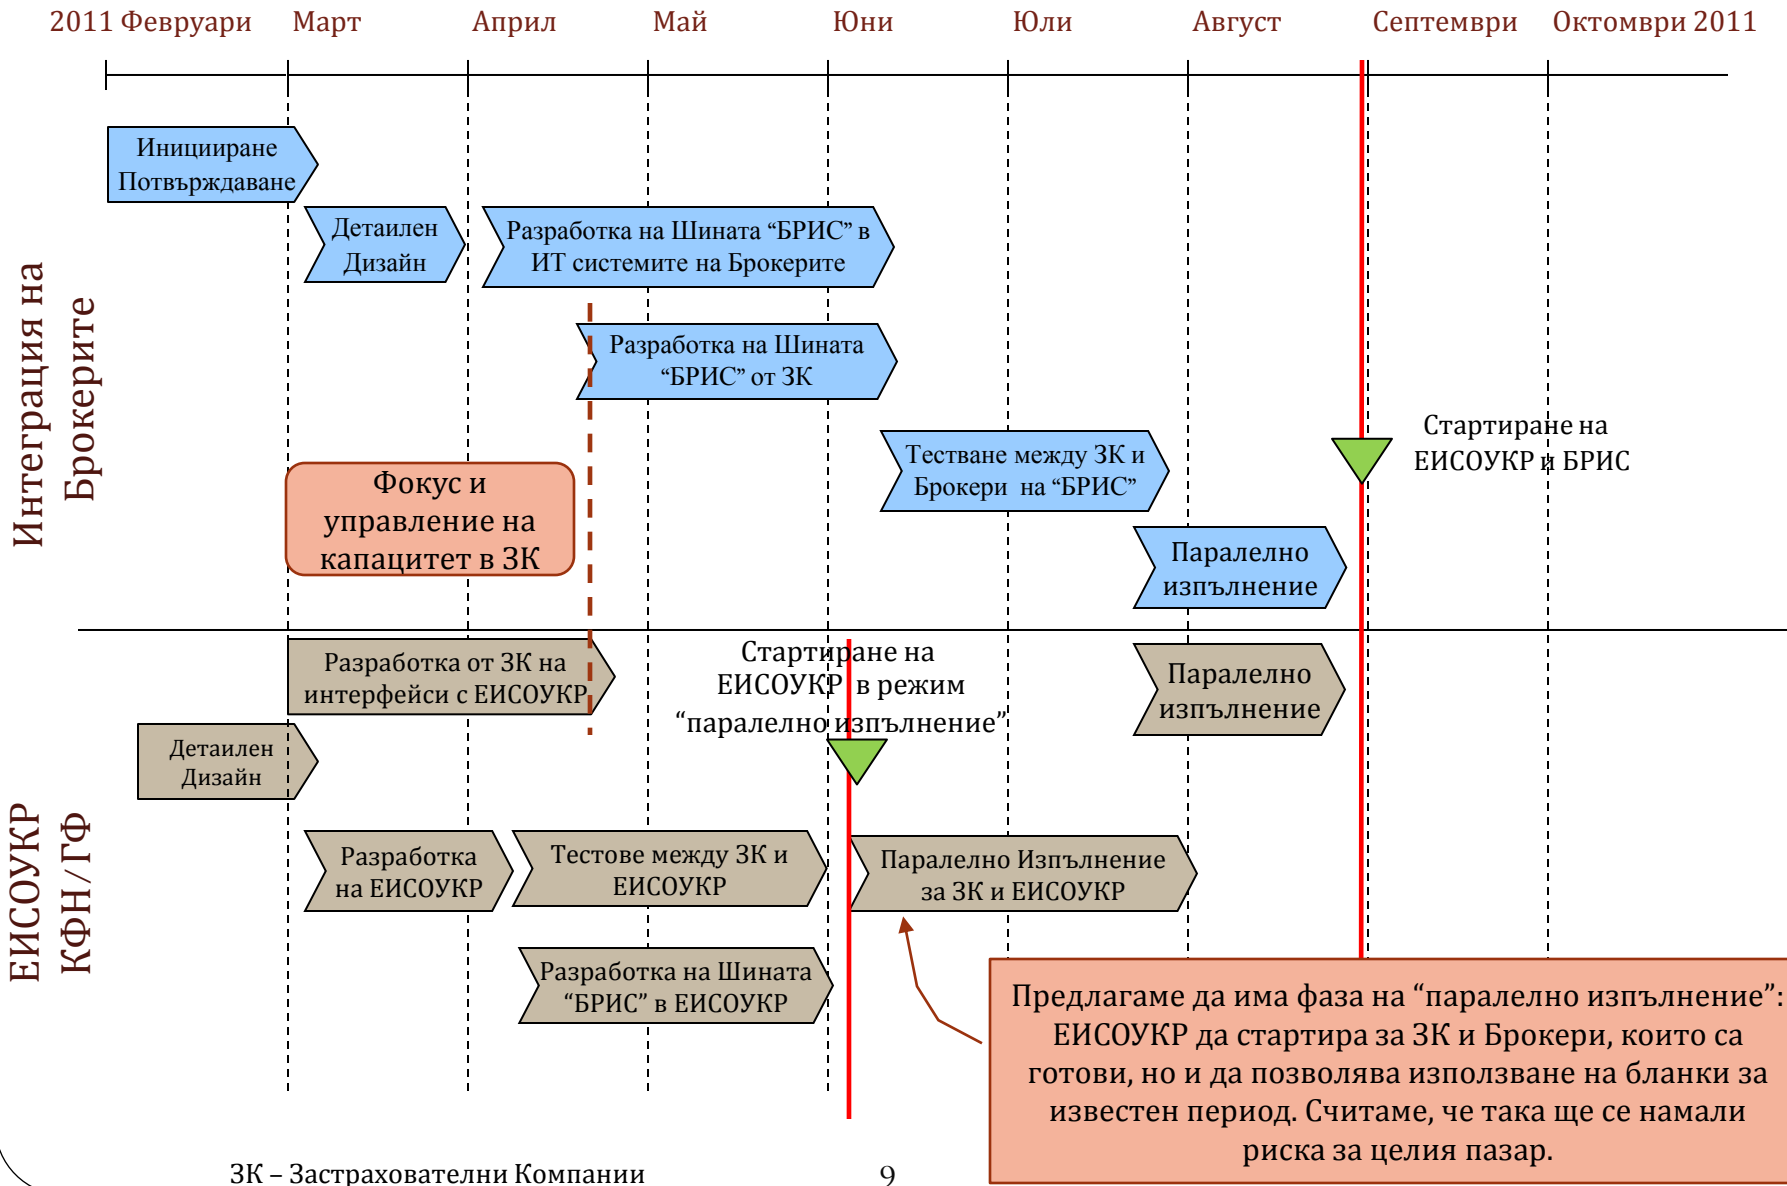 2011 Февруари Март Април Май Юни Юли Август Септември Октомври 2011
Интеграция на
Брокерите
Иницииране
Потвърждаване
Детаилен
Дизайн
Разработка на Шината “БРИС” в
ИТ системите на Брокерите
Разработка на Шината
“БРИС” от ЗК
Тестване между ЗК и
Брокери на “БРИС”
Стартиране на
ЕИСОУКР и БРИС
Фокус и
управление на
капацитет в ЗК
Паралелно
изпълнение
ЕИСОУКР
КФН/ГФ
Разработка от ЗК на
интерфейси с ЕИСОУКР
Стартиране на
ЕИСОУКР в режим
“паралелно изпълнение”
Паралелно
изпълнение
Детаилен
Дизайн
Разработка
на ЕИСОУКР
Тестове между ЗК и
ЕИСОУКР
Паралелно Изпълнение
за ЗК и ЕИСОУКР
Разработка на Шината
“БРИС” в ЕИСОУКР
Предлагаме да има фаза на “паралелно изпълнение”:
ЕИСОУКР да стартира за ЗК и Брокери, които са
готови, но и да позволява използване на бланки за
известен период. Считаме, че така ще се намали
риска за целия пазар.
ЗК – Застрахователни Компании
9